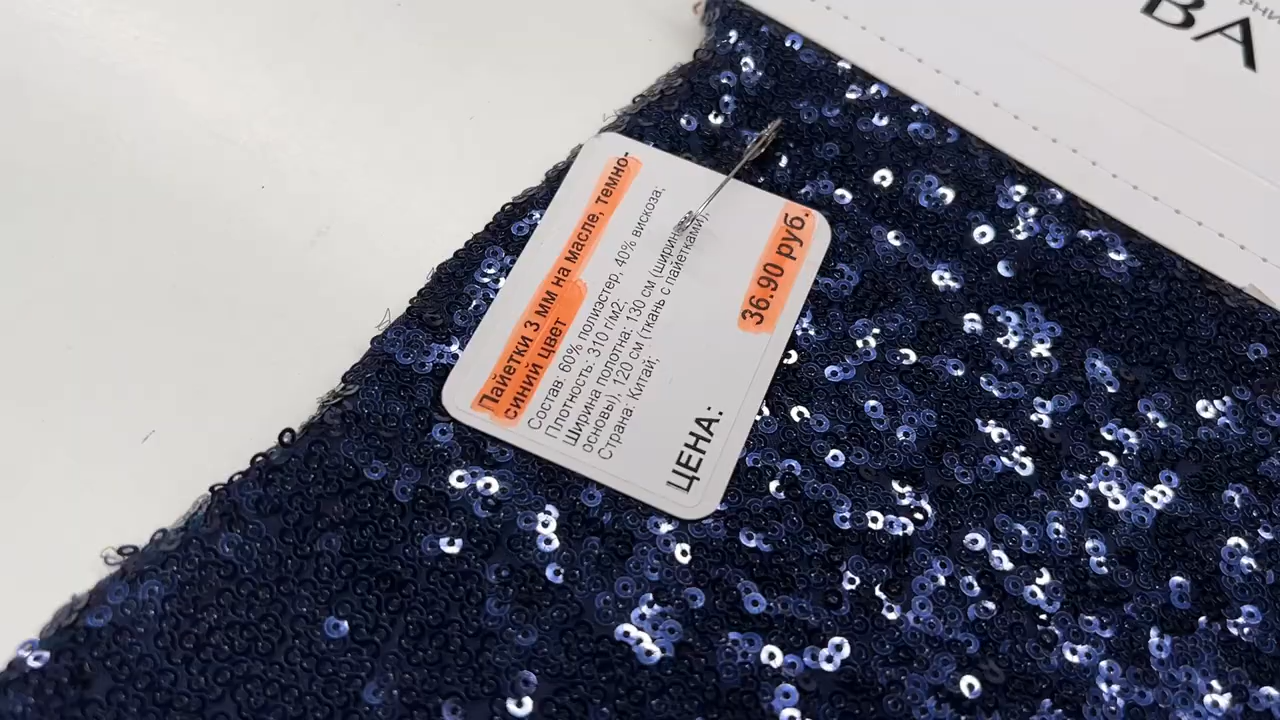 Пайетки 3 мм на масле, темно-
синий цвет
Состав: 60% полиэстер, 40% вискоза;
Плотность: 310 г/м2;
Ширина полотна: 130 см (ширина
основы), 120 см (ткань с пайетками);
Страна: Китай;
ЦЕНА:
36.90 руб.
ВА